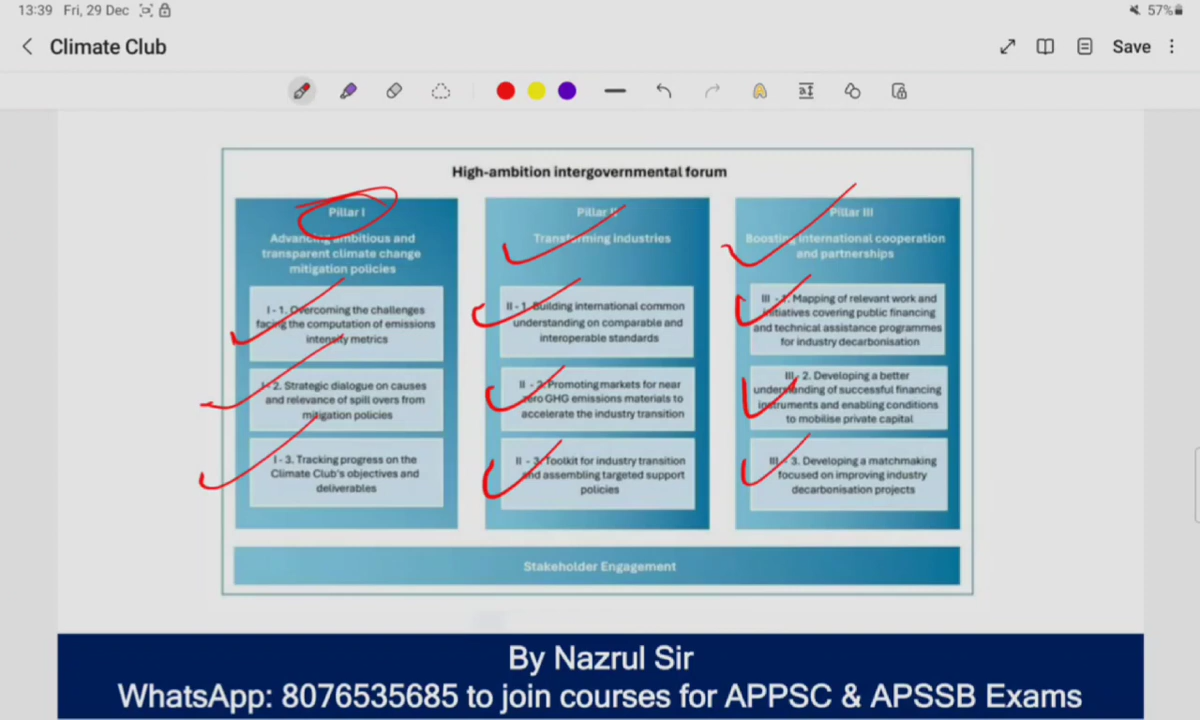 13:39 Fri, 29 Dec
57%
Climate Club
Save
High-ambition intergovernmental forum
Pillar I
Advancing ambitious and
transparent climate change
mitigation policies
I - 1. Overcoming the challenges
facing the computation of emissions
intensity metrics
I - 2. Strategic dialogue on causes
and relevance of spill overs from
mitigation policies
I - 3. Tracking progress on the
Climate Club's objectives and
deliverables
Pillar II
Transforming industries
II - 1. Building international common
understanding on comparable and
interoperable standards
II - 2. Promoting markets for near
zero GHG emissions materials to
accelerate the industry transition
II - 3. Toolkit for industry transition
and assembling targeted support
policies
Pillar III
Boosting international cooperation
and partnerships
III - 1. Mapping of relevant work and
initiatives covering public financing
and technical assistance programmes
for industry decarbonisation
III - 2. Developing a better
understanding of successful financing
instruments and enabling conditions
to mobilise private capital
III - 3. Developing a matchmaking
focused on improving industry
decarbonisation projects
Stakeholder Engagement
By Nazrul Sir
WhatsApp: 8076535685 to join courses for APPSC & APSSB Exams